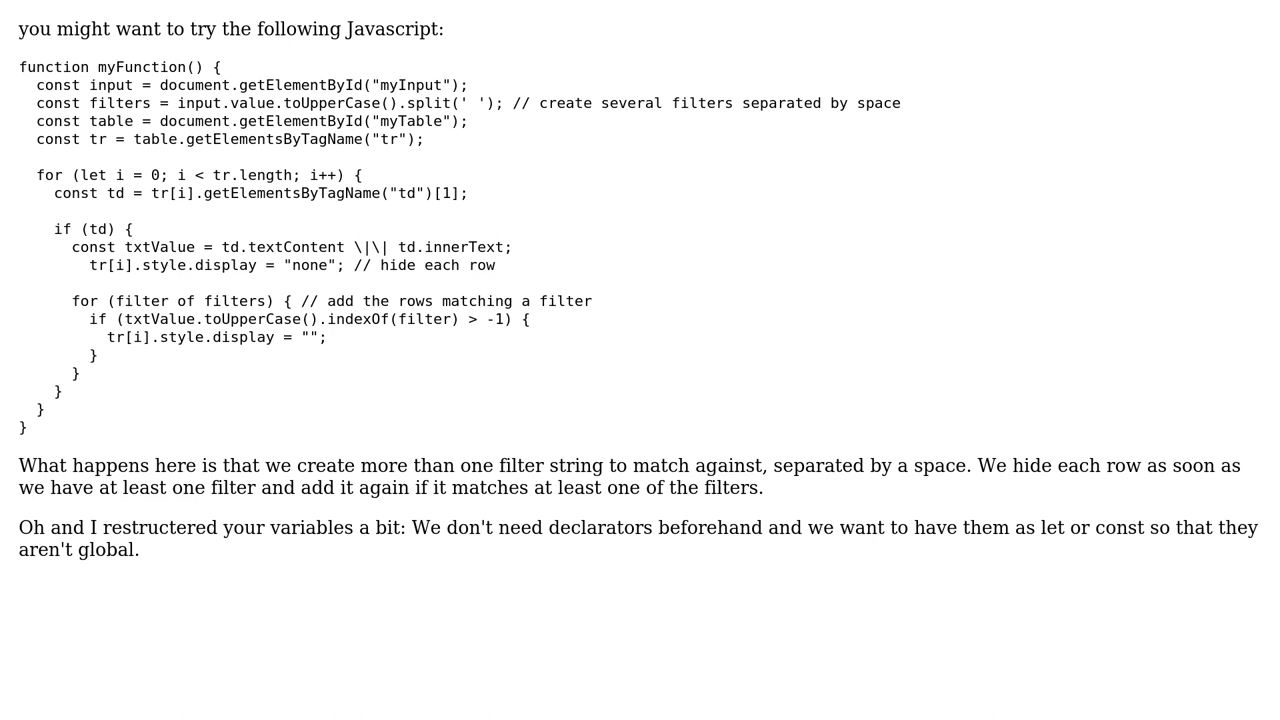 you might want to try the following Javascript:
function myFunction() {
  const input = document.getElementById("myInput");
  const filters = input.value.toUpperCase().split(' '); // create several filters separated by space
  const table = document.getElementById("myTable");
  const tr = table.getElementsByTagName("tr");

  for (let i = 0; i < tr.length; i++) {
    const td = tr[i].getElementsByTagName("td")[1];

    if (td) {
      const txtValue = td.textContent \|\| td.innerText;
        tr[i].style.display = "none"; // hide each row

      for (filter of filters) { // add the rows matching a filter
        if (txtValue.toUpperCase().indexOf(filter) > -1) {
          tr[i].style.display = "";
        }
      }
    }
  }
}
What happens here is that we create more than one filter string to match against, separated by a space. We hide each row as soon as
we have at least one filter and add it again if it matches at least one of the filters.
Oh and I restructered your variables a bit: We don't need declarators beforehand and we want to have them as let or const so that they
aren't global.